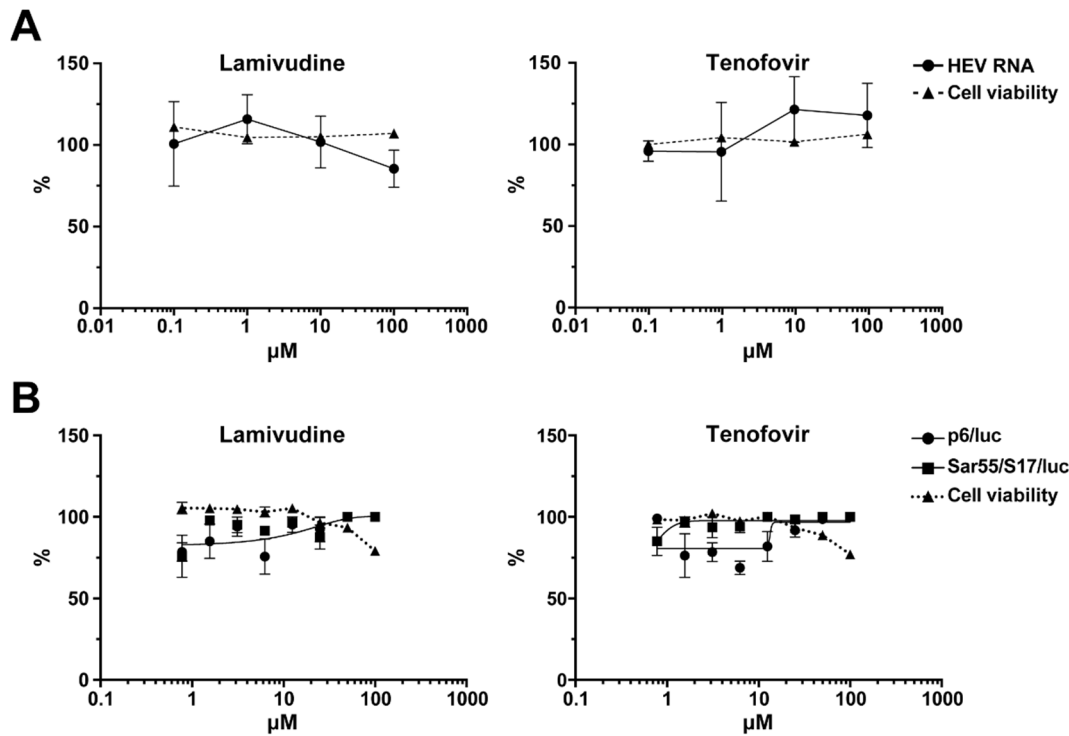 A
Lamivudine
150
100
50
0
%
0.01 0.1 1 10 100 1000
µM
Tenofovir
150
100
50
0
%
0.01 0.1 1 10 100 1000
µM
HEV RNA
Cell viability
B
Lamivudine
150
100
50
0
%
0.1 1 10 100 1000
µM
Tenofovir
150
100
50
0
%
0.1 1 10 100 1000
µM
p6/luc
Sar55/S17/luc
Cell viability